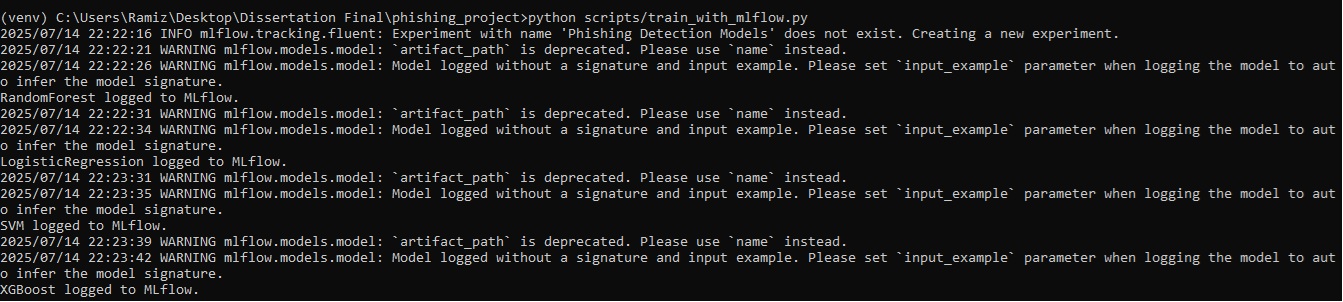 (venv) C:\Users\Ramiz\Desktop\Dissertation Final\phishing_project>python scripts/train_with_mlflow.py
2025/07/14 22:22:16 INFO mlflow.tracking.fluent: Experiment with name 'Phishing Detection Models' does not exist. Creating a new experiment.
2025/07/14 22:22:21 WARNING mlflow.models.model: `artifact_path` is deprecated. Please use `name` instead.
2025/07/14 22:22:26 WARNING mlflow.models.model: Model logged without a signature and input example. Please set `input_example` parameter when logging the model to aut
o infer the model signature.
RandomForest logged to MLflow.
2025/07/14 22:22:31 WARNING mlflow.models.model: `artifact_path` is deprecated. Please use `name` instead.
2025/07/14 22:22:34 WARNING mlflow.models.model: Model logged without a signature and input example. Please set `input_example` parameter when logging the model to aut
o infer the model signature.
LogisticRegression logged to MLflow.
2025/07/14 22:23:31 WARNING mlflow.models.model: `artifact_path` is deprecated. Please use `name` instead.
2025/07/14 22:23:35 WARNING mlflow.models.model: Model logged without a signature and input example. Please set `input_example` parameter when logging the model to aut
o infer the model signature.
SVM logged to MLflow.
2025/07/14 22:23:39 WARNING mlflow.models.model: `artifact_path` is deprecated. Please use `name` instead.
2025/07/14 22:23:42 WARNING mlflow.models.model: Model logged without a signature and input example. Please set `input_example` parameter when logging the model to aut
o infer the model signature.
XGBoost logged to MLflow.